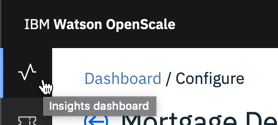 IBM Watson OpenScale
Dashboard / Configure
Insights dashboard
Mortgage De